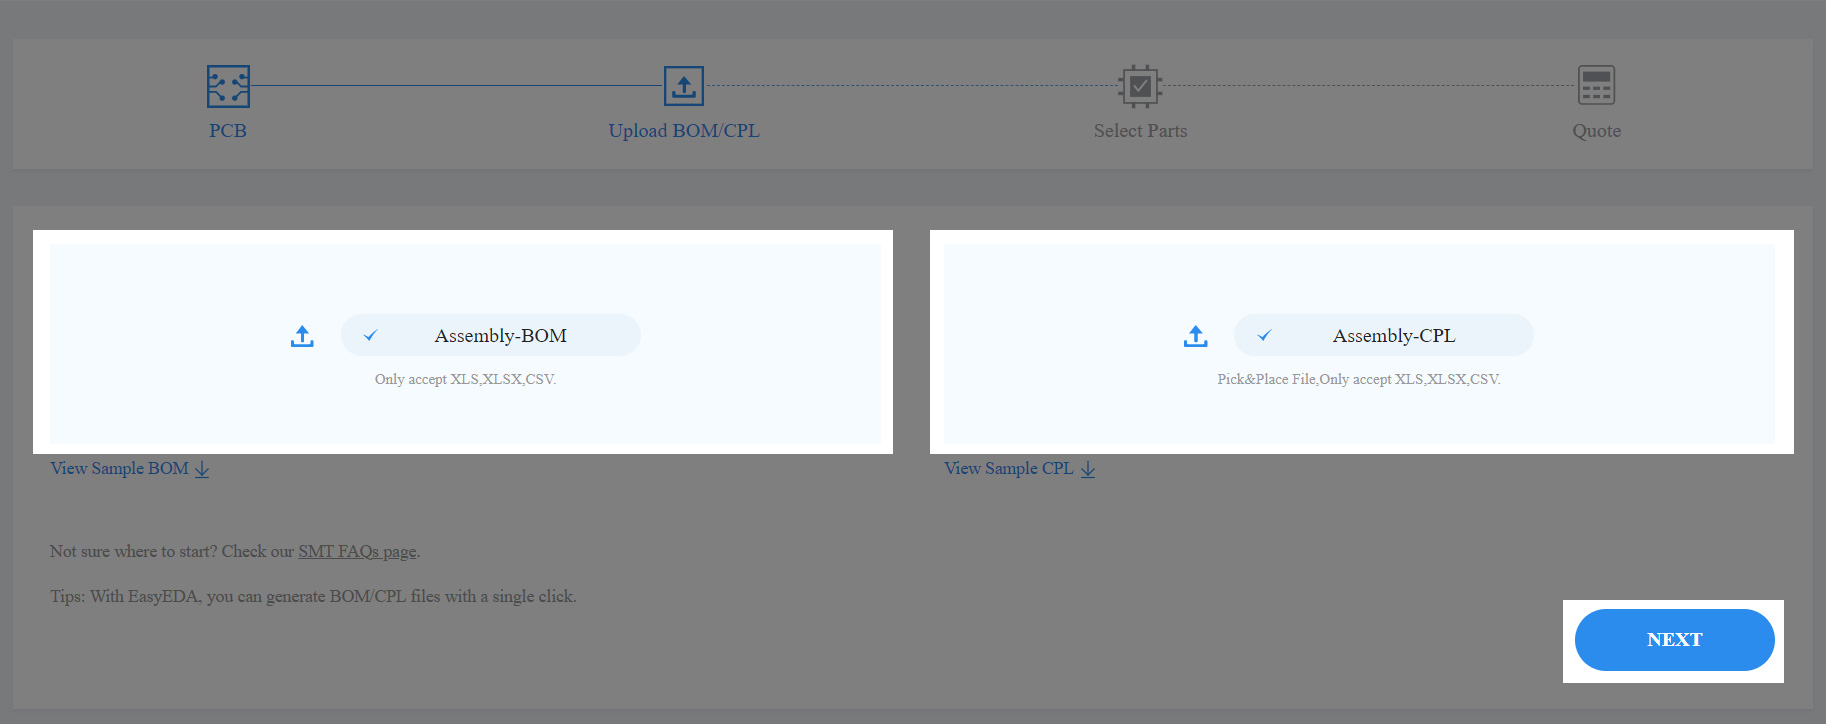 PCB
Upload BOM/CPL
Select Parts
Quote
Assembly-BOM
Only accept XLS,XLSX,CSV.
Assembly-CPL
Pick&Place File,Only accept XLS,XLSX,CSV.
View Sample BOM
View Sample CPL
Not sure where to start? Check our SMT FAQs page.
Tips: With EasyEDA, you can generate BOM/CPL files with a single click.
NEXT